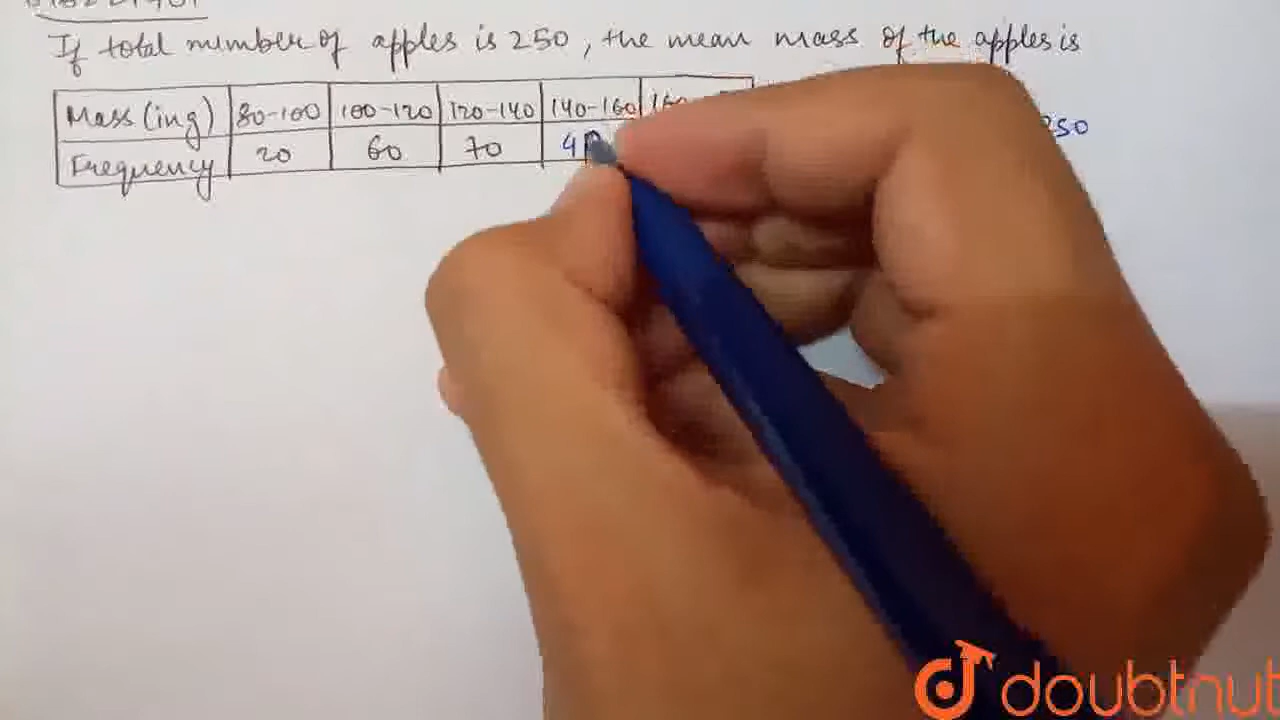 If total number of apples is 250, the mean mass of the apples is
Mass (in g) 80-100 100-120 120-140 140-160
250
Frequency 20 60 70
doubtnut